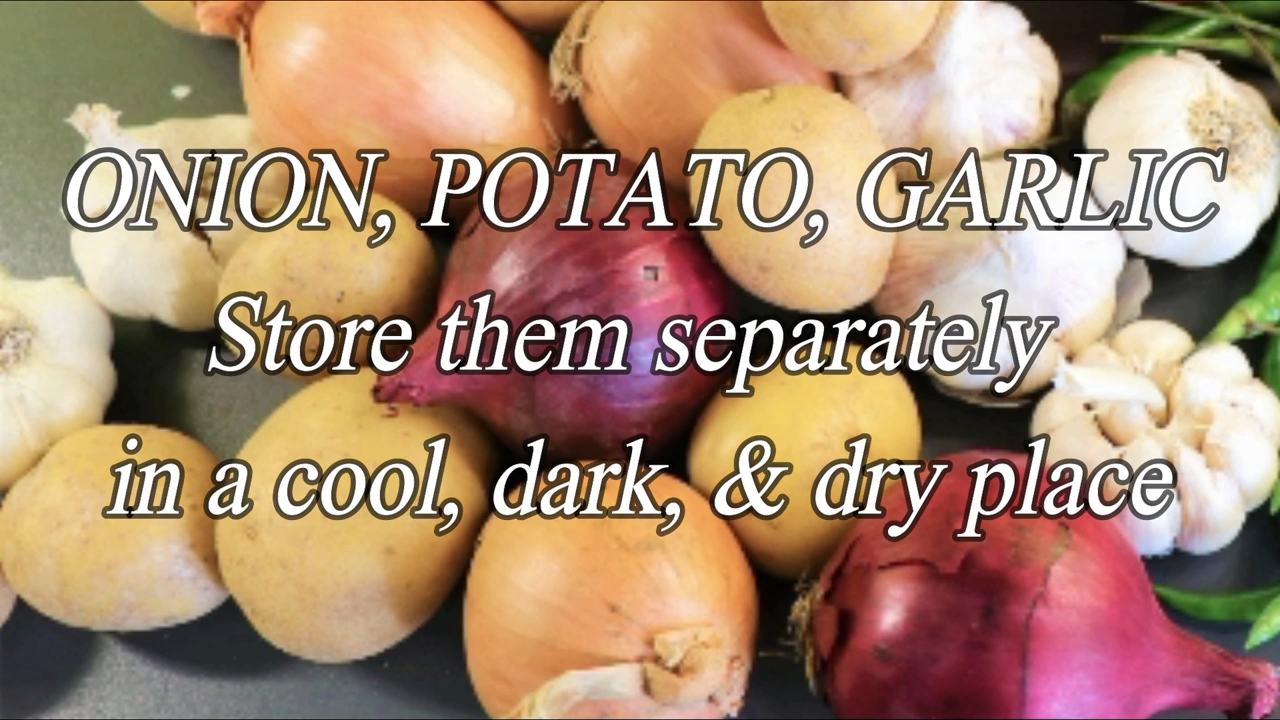 ONION, POTATO, GARLIC
Store them separately
in a cool, dark, & dry place